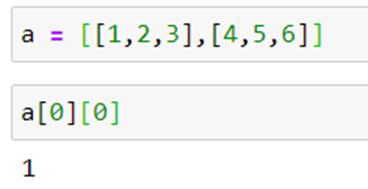 a = [[1,2,3],[4,5,6]]
a[0][0]
1